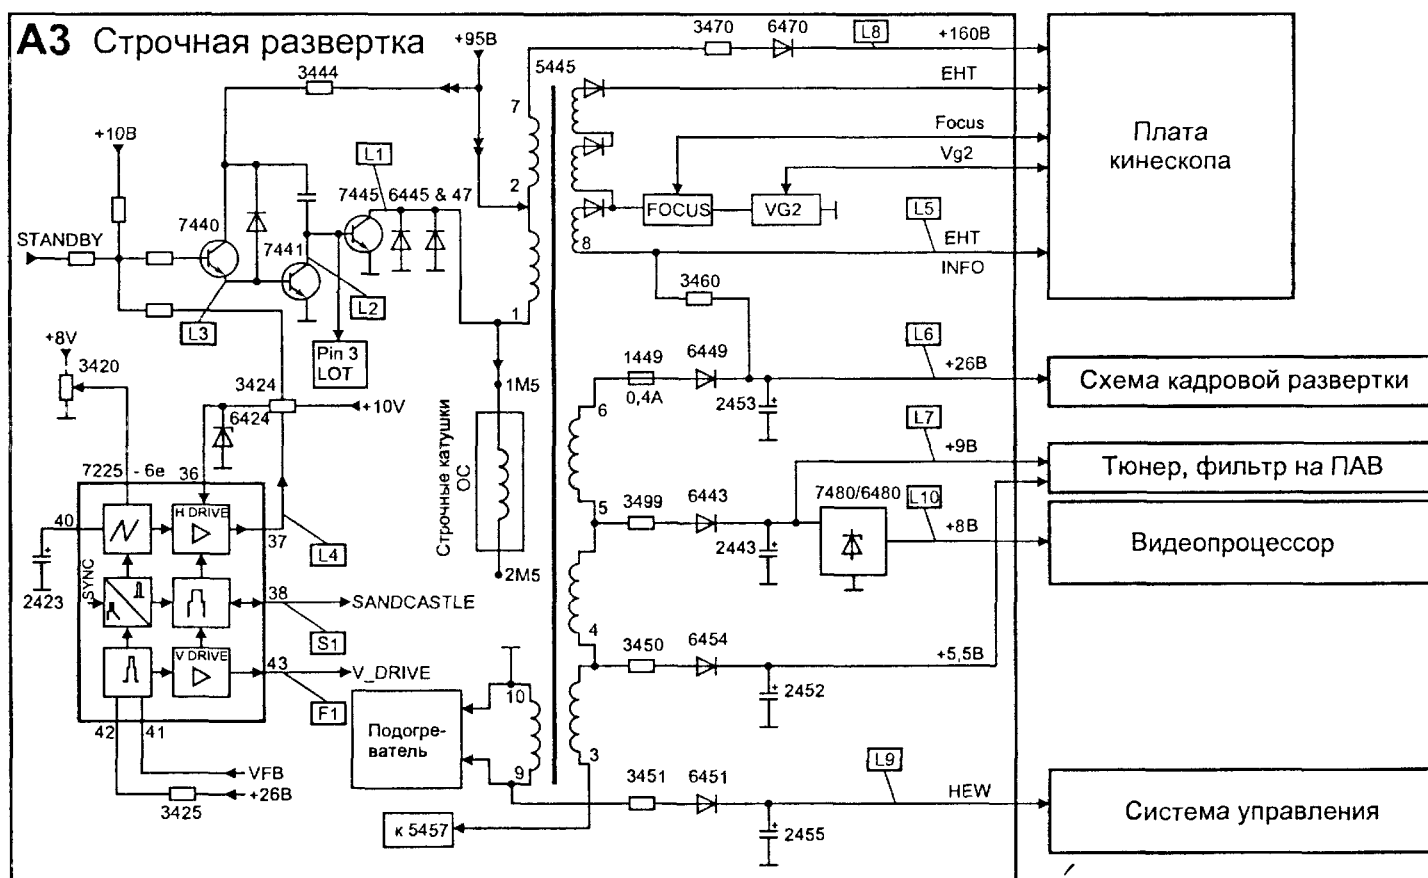 А3 Строчная развертка
+95В
3470
6470
L8
+160В
3444
5445
EHT
7
+10В
Focus
Плата
кинескопа
L1
Vg2
7445
6445 & 47
2
7440
FOCUS
VG2
L5
STANDBY
7441
8
EHT
INFO
3460
L2
L3
1
L6
+8V
Pin 3
LOT
1449
6449
+26В
3420
3424
1М5
Схема кадровой развертки
6
0,4А
2453
+10V
6424
L7
+9В
Строчные катушки
ОС
Тюнер, фильтр на ПАВ
7225
- 6e
36
7480/6480
L10
5
3499
6443
40
H DRIVE
37
+8В
Видеопроцессор
L4
2443
2М5
SYNC
2423
38
SANDCASTLE
4
3450
6454
S1
+5,5В
V DRIVE
43
V_DRIVE
2452
10
F1
42
41
Подогре-
ватель
3
9
3451
6451
L9
VFB
HEW
+26В
3425
Система управления
к 5457
2455